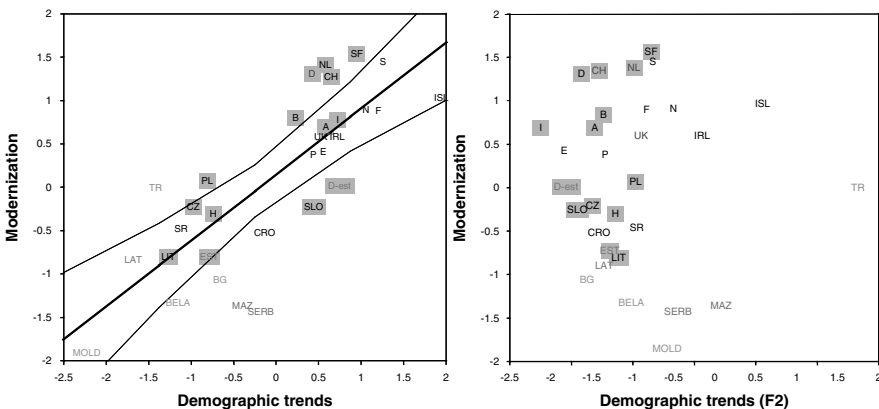 2
1.5
1
0.5
0
-0.5
-1
-1.5
-2
Modernization
SF
S
NL
D
CH
ISL
N
F
B
A
I
UK
IRL
P
E
PL
TR
D-est
CZ
H
SLO
SR
CRO
LAT
LIT
EST
BG
BELA
MAZ
SERB
MOLD
-2.5 -2 -1.5 -1 -0.5 0 0.5 1 1.5 2
Demographic trends
2
1.5
1
0.5
0
-0.5
-1
-1.5
-2
Modernization
SF
S
D
CH
NL
ISL
F
N
B
I
A
UK
IRL
E
P
PL
D-est
TR
SLO
CZ
H
CRO
SR
EST
LIT
LAT
BG
BELA
SERB
MAZ
MOLD
-2.5 -2 -1.5 -1 -0.5 0 0.5 1 1.5 2
Demographic trends (F2)